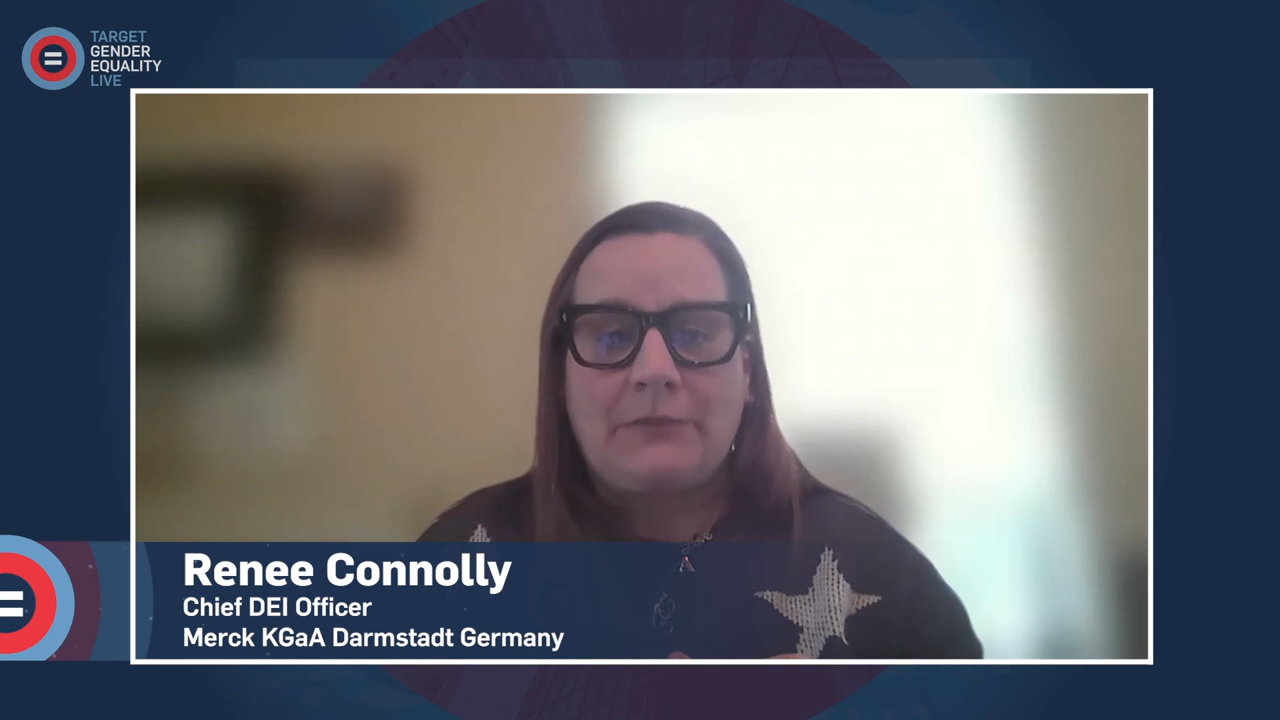 TARGET
GENDER
EQUALITY
LIVE
Renee Connolly
Chief DEI Officer
Merck KGaA Darmstadt Germany